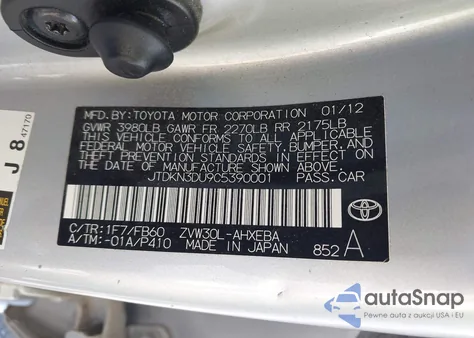 MFD.BY:TOYOTA MOTOR CORPORATION 01/12
GVWR 3980LB GAWR FR 2270LB RR 2175LB
THIS VEHICLE CONFORMS TO ALL APPLICABLE
FEDERAL MOTOR VEHICLE SAFETY, BUMPER, AND
THEFT PREVENTION STANDARDS IN EFFECT ON
THE DATE OF MANUFACTURE SHOWN ABOVE.
JTDKN3DU9C5390001 PASS.CAR
C/TR:1F7/FB60 ZVW30L-AHXEBA
A/TM:-01A/P410 MADE IN JAPAN 852 A
TOYOTA
J 8 47170
autaSnap
Pewne auta z aukcji USA i EU